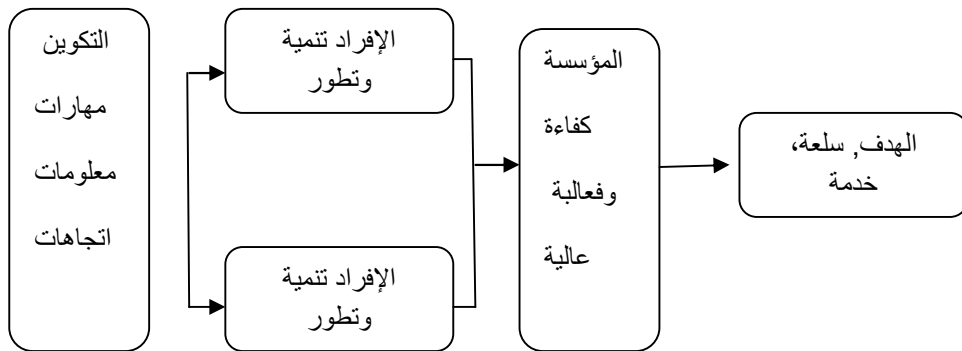 التكوين
مهارات
معلومات
اتجاهات
الإفراد تنمية
وتطور
الإفراد تنمية
وتطور
المؤسسة
كفاءة
وفعالبة
عالية
الهدف, سلعة،
خدمة